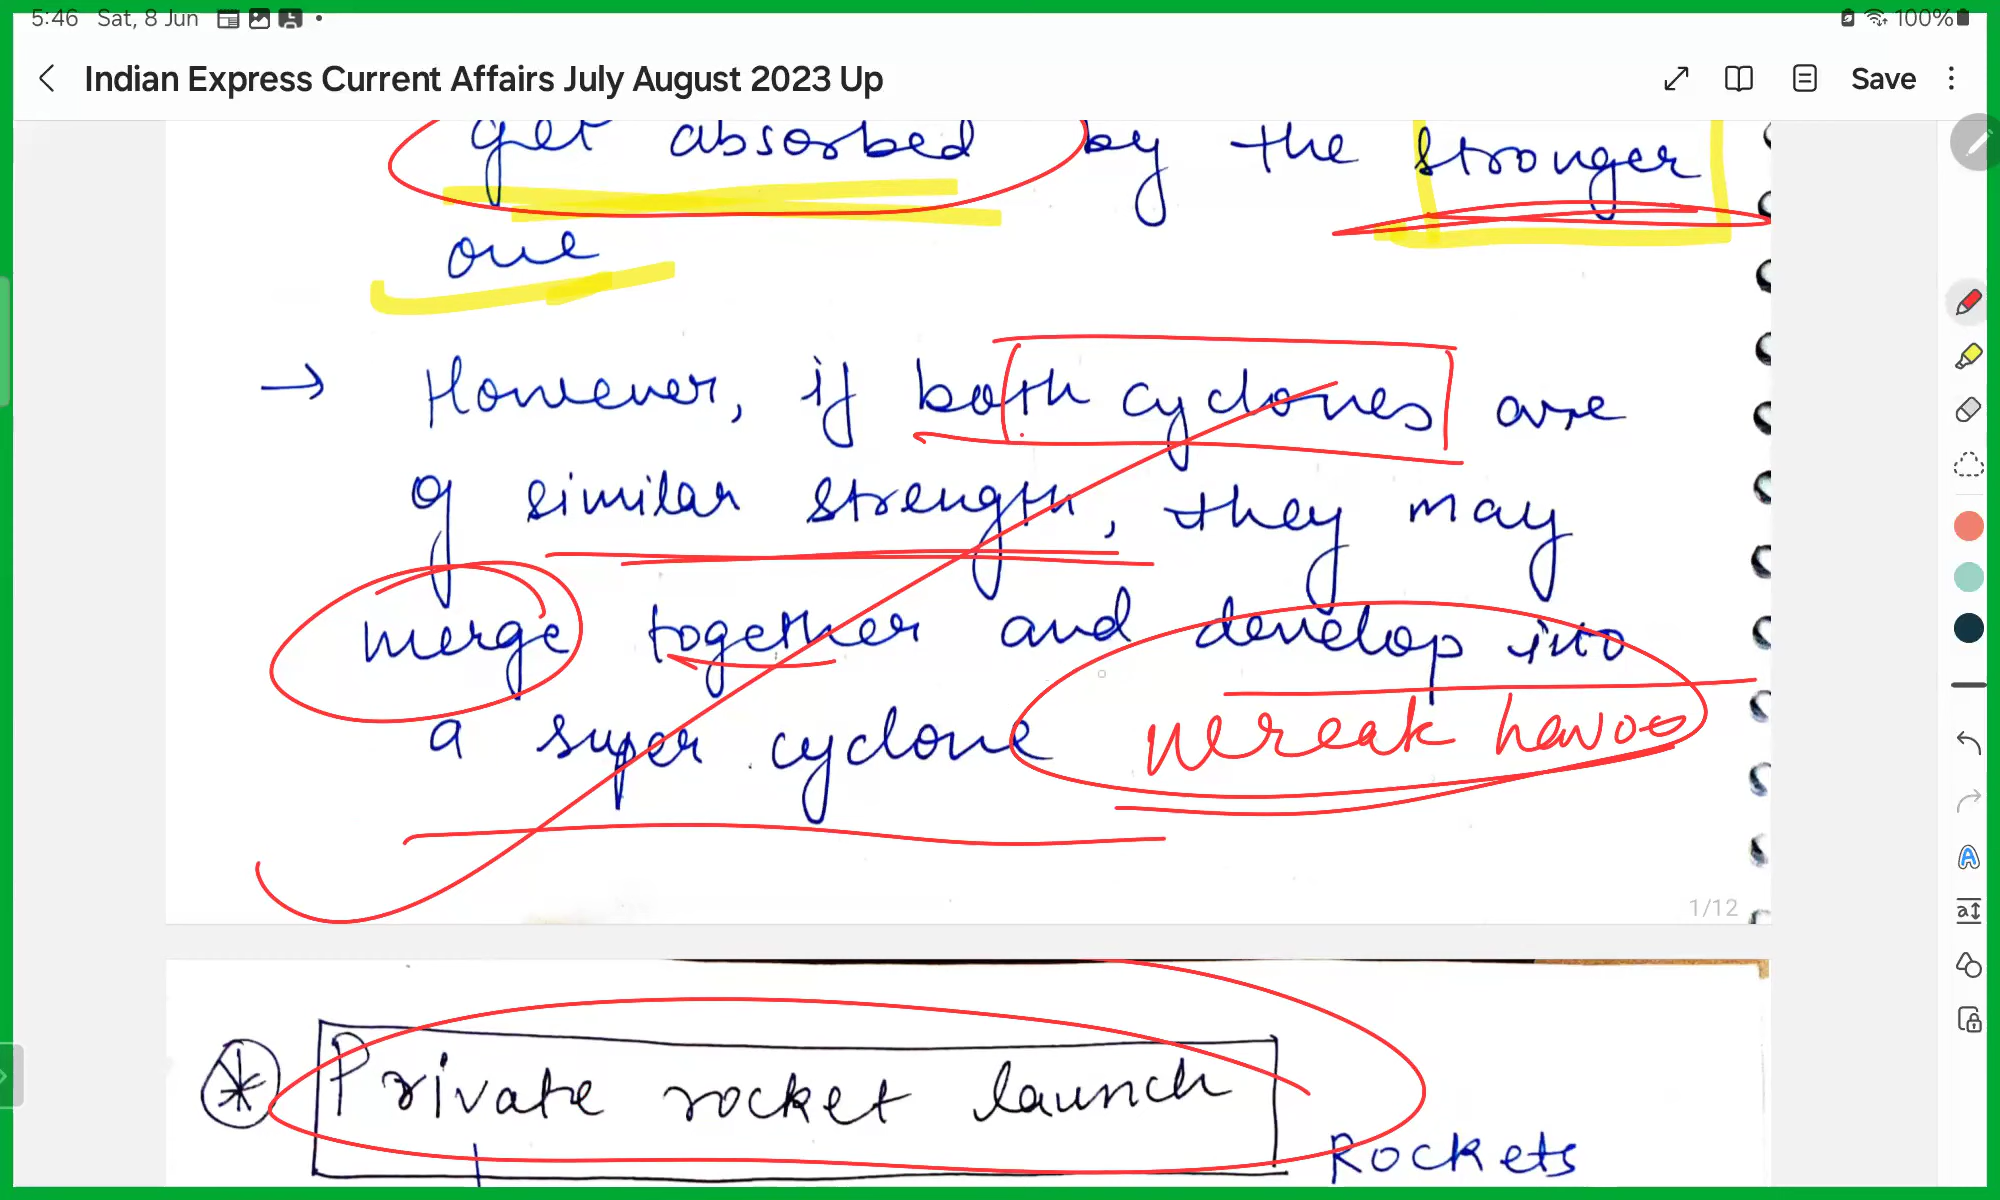 5:46 Sat, 8 Jun
100%
Indian Express Current Affairs July August 2023 Up
Save
get absorbed by the stronger
one
→ However, if both cyclones are
of similar strength, they may
merge together and develop into
a super cyclone wreak havoc
1/12
Private rocket launch
Rockets